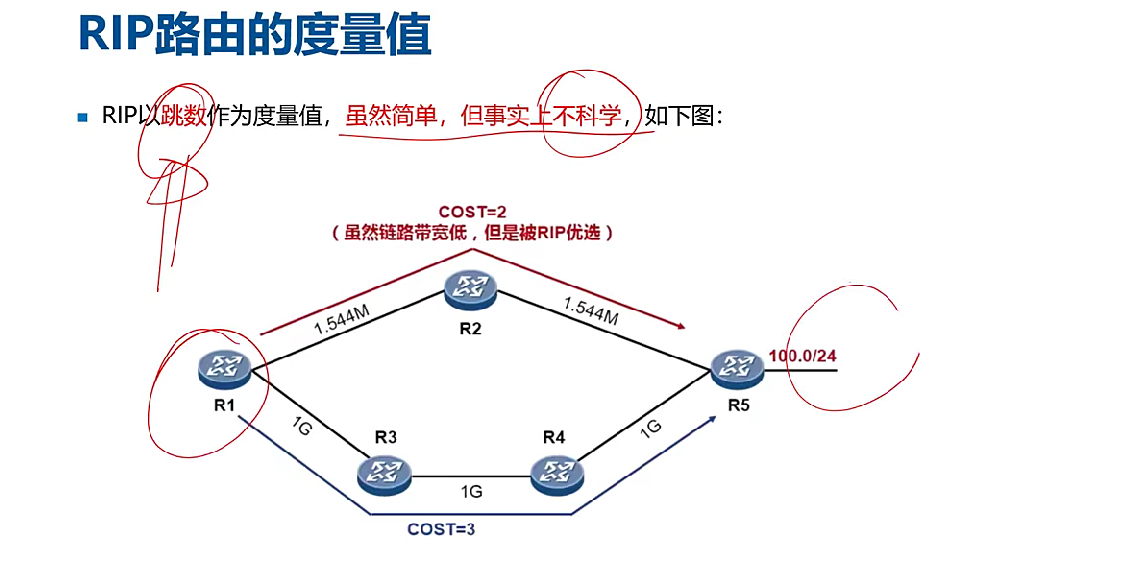 RIP路由的度量值
RIP以跳数作为度量值，虽然简单，但事实上不科学，如下图：
COST=2
（虽然链路带宽低，但是被RIP优选）
1.544M
1.544M
R2
100.0/24
R1
R5
1G
1G
R3
R4
1G
COST=3